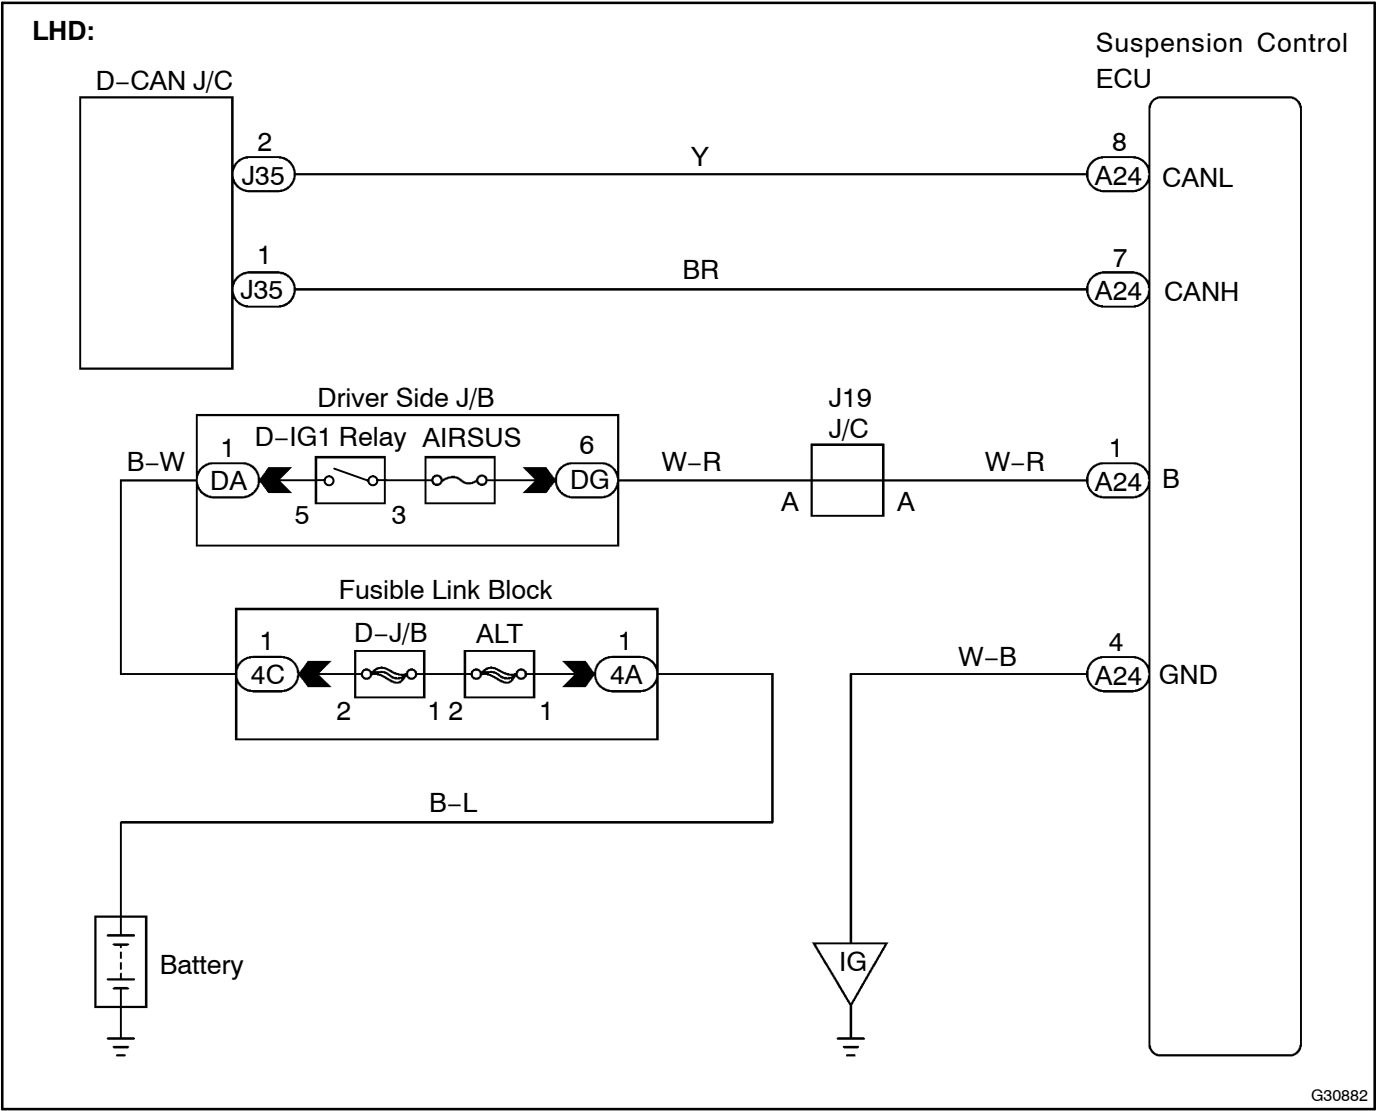 LHD:
Suspension Control
ECU
D−CAN J/C
2
J35
Y
8
A24
CANL
1
J35
BR
7
A24
CANH
Driver Side J/B
J19
J/C
B−W
1
DA
D−IG1 Relay
AIRSUS
6
DG
5
3
W−R
A
A
W−R
1
A24
B
Fusible Link Block
1
4C
D−J/B
ALT
1
4A
2
1
2
1
W−B
4
A24
GND
B−L
Battery
IG
G30882